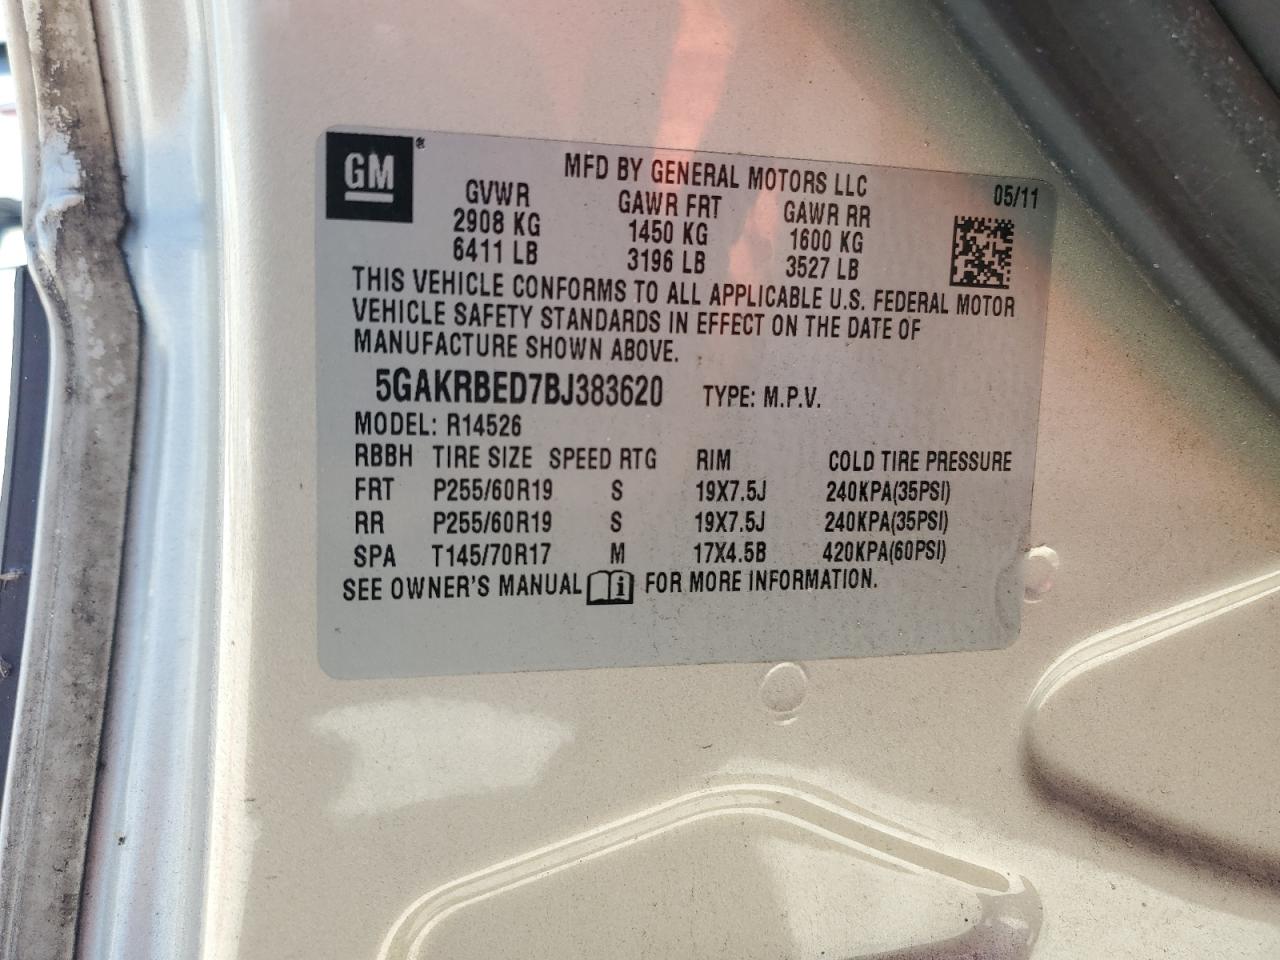 GM®
MFD BY GENERAL MOTORS LLC 05/11
GVWR GAWR FRT GAWR RR
2908 KG 1450 KG 1600 KG
6411 LB 3196 LB 3527 LB
THIS VEHICLE CONFORMS TO ALL APPLICABLE U.S. FEDERAL MOTOR
VEHICLE SAFETY STANDARDS IN EFFECT ON THE DATE OF
MANUFACTURE SHOWN ABOVE.
5GAKRBED7BJ383620 TYPE: M.P.V.
MODEL: R14526
RBBH TIRE SIZE SPEED RTG RIM COLD TIRE PRESSURE
FRT P255/60R19 S 19X7.5J 240KPA(35PSI)
RR P255/60R19 S 19X7.5J 240KPA(35PSI)
SPA T145/70R17 M 17X4.5B 420KPA(60PSI)
SEE OWNER'S MANUAL i FOR MORE INFORMATION.